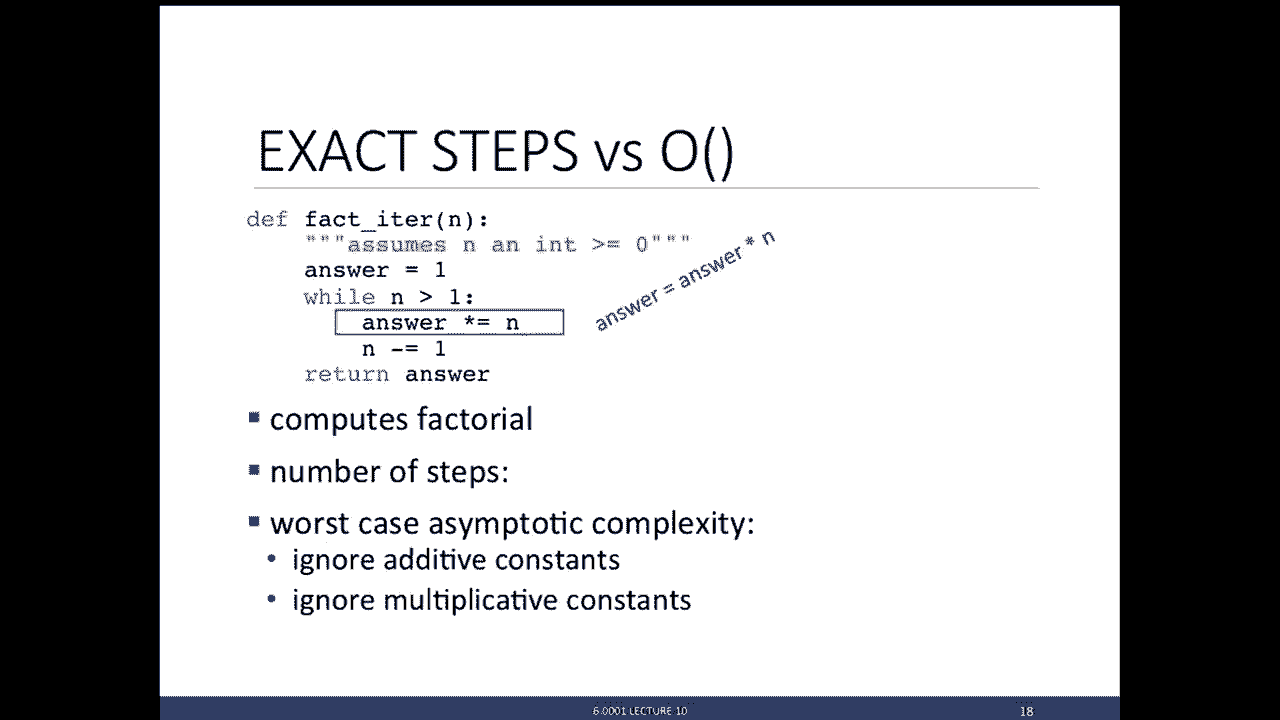 EXACT STEPS vs O()
def fact_iter(n):
"""assumes n an int >= 0"""
answer = 1
while n > 1:
answer *= n
answer = answer * n
n -= 1
return answer
▪ computes factorial
▪ number of steps:
▪ worst case asymptotic complexity:
• ignore additive constants
• ignore multiplicative constants
6.0001 LECTURE 10
18